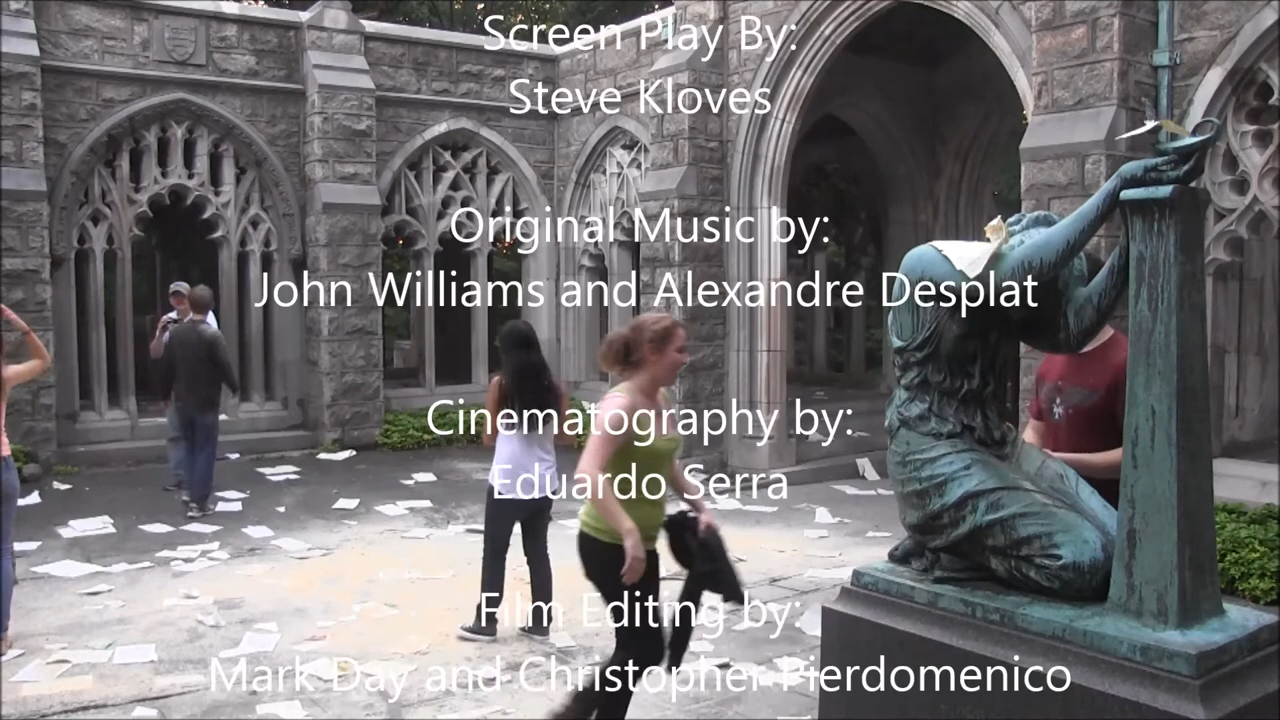 Screen Play By:
Steve Kloves
Original Music by:
John Williams and Alexandre Desplat
Cinematography by:
Eduardo Serra
Film Editing by:
Mark Day and Christopher Pierdomenico